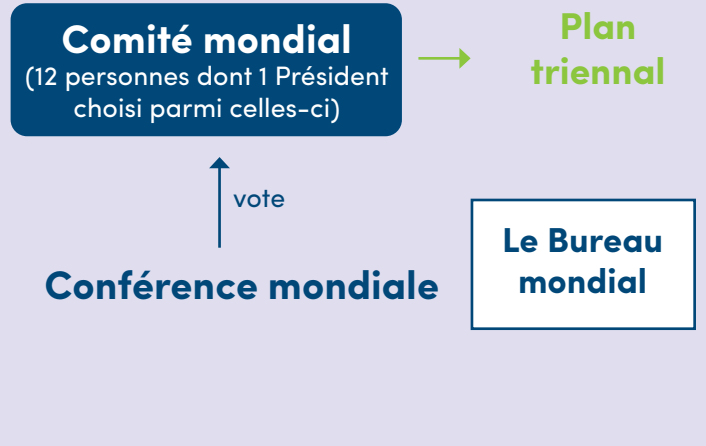 Comité mondial
(12 personnes dont 1 Président
choisi parmi celles-ci)
Plan
triennal
vote
Conférence mondiale
Le Bureau
mondial